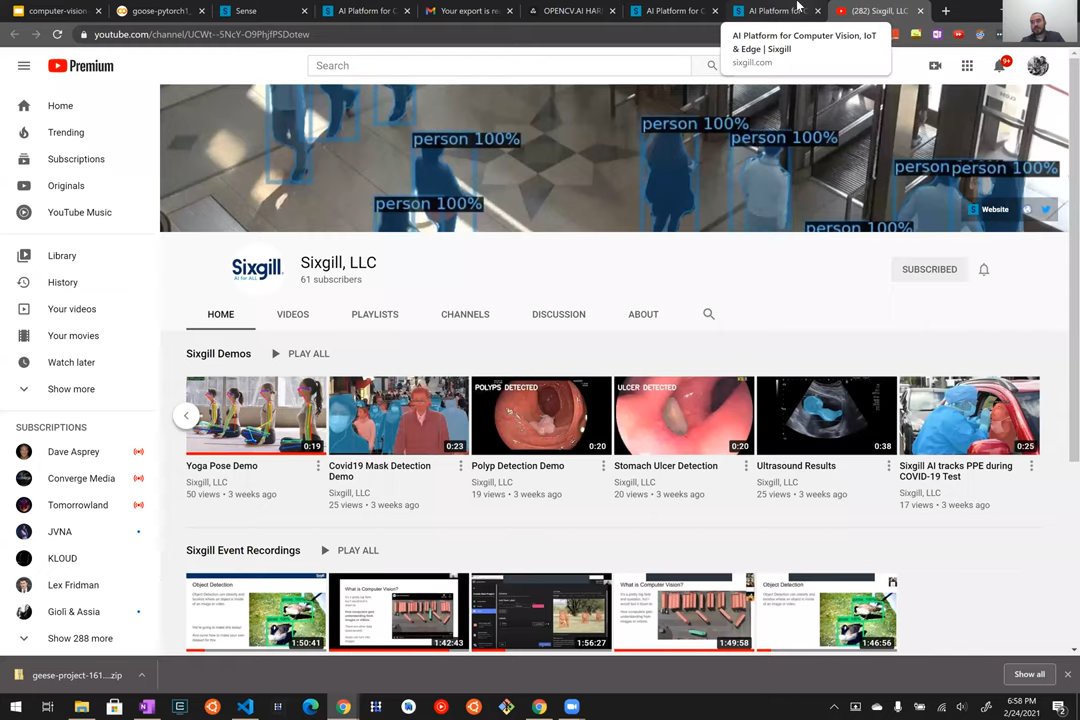 computer-vision-
goose-pytorch1_
Sense
AI Platform for C
Your export is re
OPENCV.AI HAR
AI Platform for C
AI Platform for C
(282) Sixgill, LLC
youtube.com/channel/UCWt--5NcY-O9PhjfPSDotew
AI Platform for Computer Vision, IoT
& Edge | Sixgill
sixgill.com
Premium
Search
9+
Home
Trending
Subscriptions
Originals
YouTube Music
Library
History
Your videos
Your movies
Watch later
Show more
SUBSCRIPTIONS
Dave Asprey
Converge Media
Tomorrowland
JVNA
KLOUD
Lex Fridman
Giolì & Assia
Show 288 more
person 100%
person 100%
person 100%
person 100%
person
person 100%
person 100%
Website
Sixgill
AI for ALL
Sixgill, LLC
61 subscribers
SUBSCRIBED
HOME
VIDEOS
PLAYLISTS
CHANNELS
DISCUSSION
ABOUT
Sixgill Demos
PLAY ALL
0:19
0:23
POLYPS DETECTED
0:20
ULCER DETECTED
0:20
0:38
0:25
Yoga Pose Demo
Sixgill, LLC
50 views • 3 weeks ago
Covid19 Mask Detection
Demo
Sixgill, LLC
25 views • 3 weeks ago
Polyp Detection Demo
Sixgill, LLC
19 views • 3 weeks ago
Stomach Ulcer Detection
Sixgill, LLC
20 views • 3 weeks ago
Ultrasound Results
Sixgill, LLC
25 views • 3 weeks ago
Sixgill AI tracks PPE during
COVID-19 Test
Sixgill, LLC
17 views • 3 weeks ago
Sixgill Event Recordings
PLAY ALL
Object Detection
1:50:41
What is Computer Vision?
1:42:43
1:56:27
What is Computer Vision?
1:49:58
Object Detection
1:46:56
geese-project-161....zip
Show all
6:58 PM
2/24/2021
2